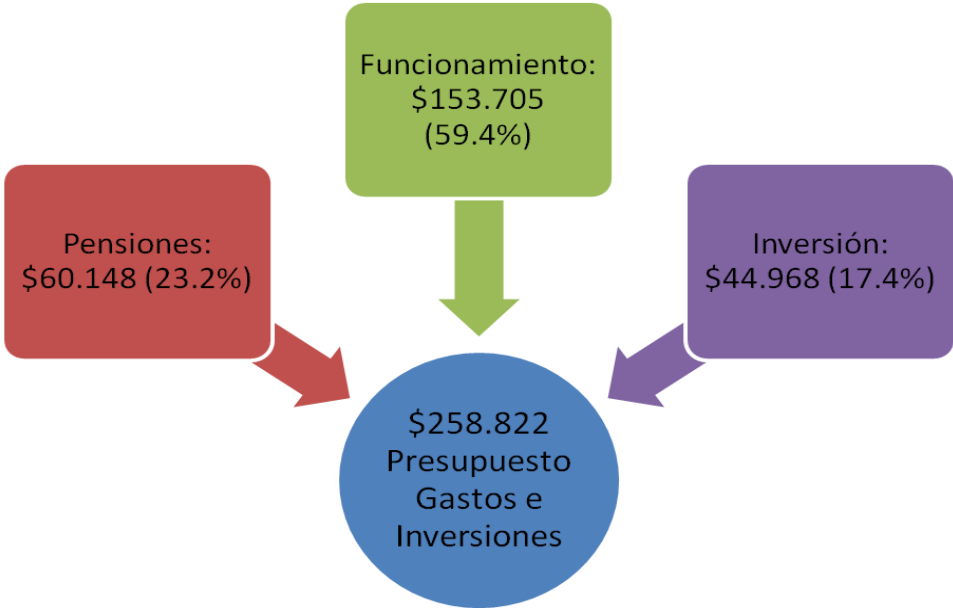 Funcionamiento:
$153.705
(59.4%)
Pensiones:
$60.148 (23.2%)
Inversión:
$44.968 (17.4%)
$258.822
Presupuesto
Gastos e
Inversiones